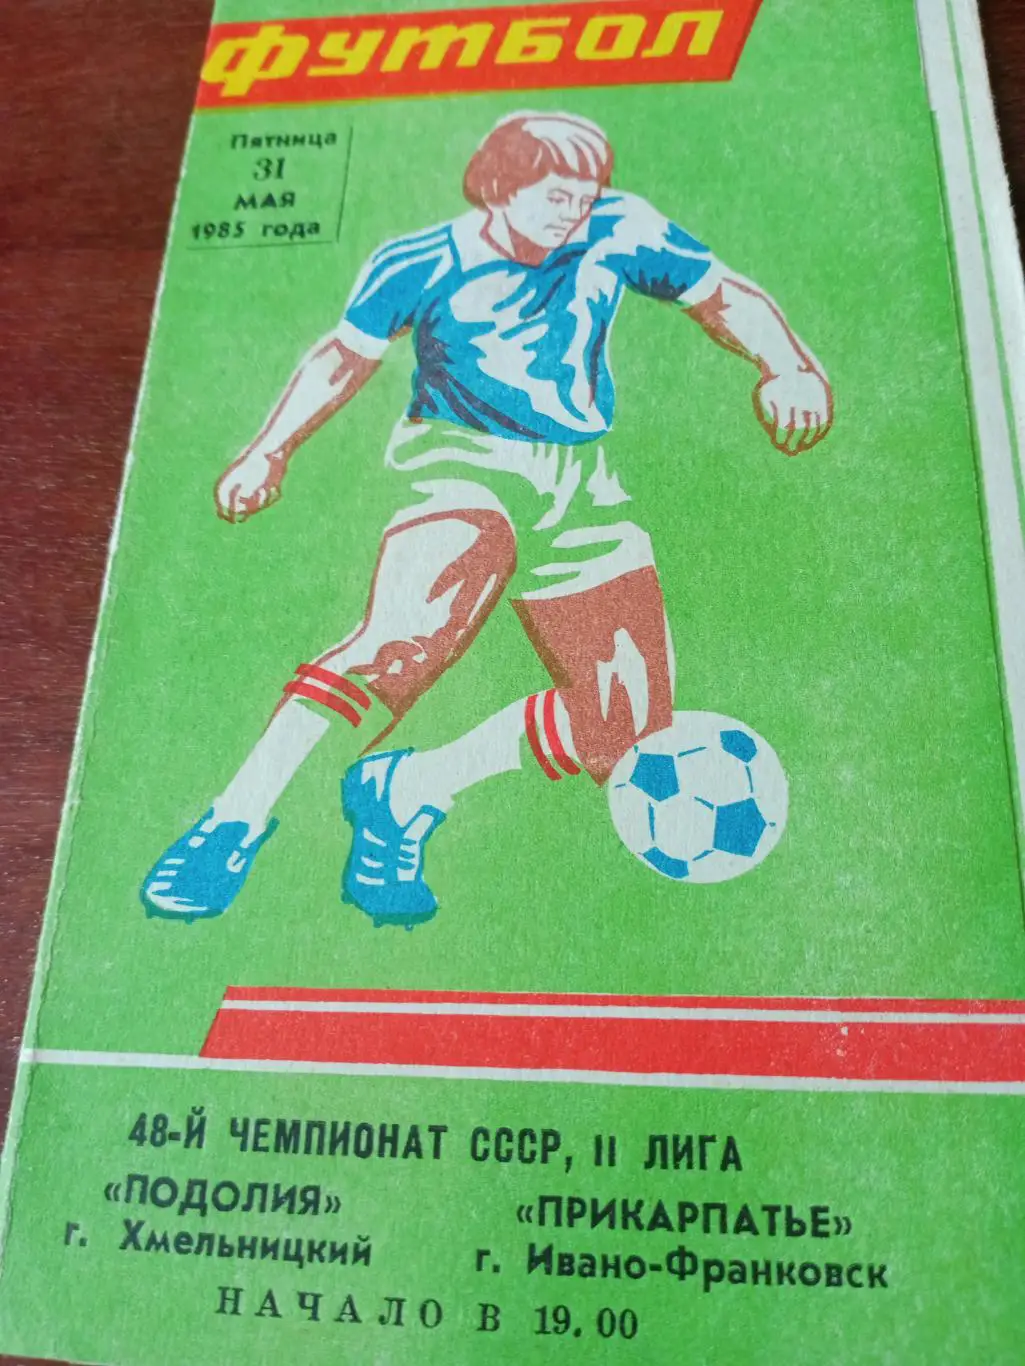 ФУТБОЛ
Пятница
31
МАЯ
1985 года
48-Й ЧЕМПИОНАТ СССР, II ЛИГА
«ПОДОЛИЯ» «ПРИКАРПАТЬЕ»
г. Хмельницкий г. Ивано-Франковск
НАЧАЛО В 19.00